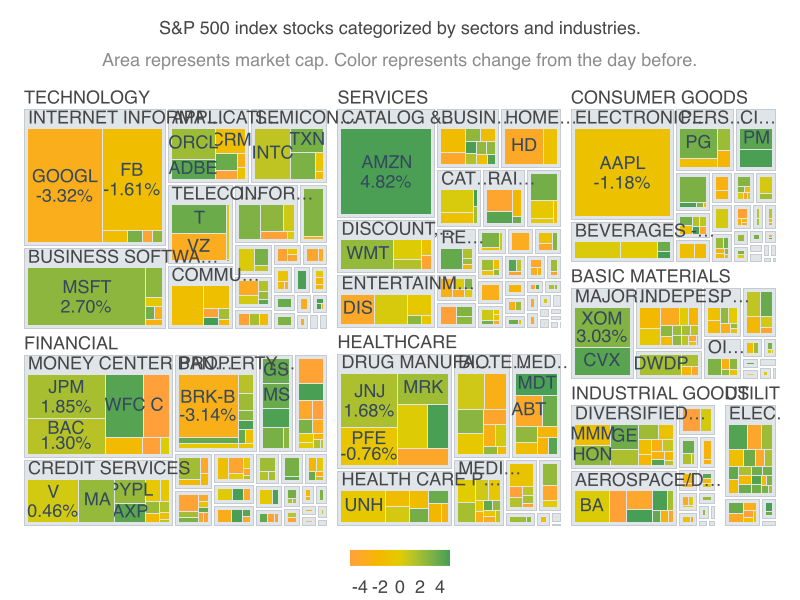 S&P 500 index stocks categorized by sectors and industries.
Area represents market cap. Color represents change from the day before.
TECHNOLOGY
INTERNET INFORMA…
APPLICATI…
SEMICON…
GOOGL
-3.32%
FB
-1.61%
ORCL
CRM
ADBE
INTC
TXN
TELECO…
INFOR…
T
VZ
BUSINESS SOFTWA…
MSFT
2.70%
COMMU…
SERVICES
CATALOG &…
BUSIN…
HOME…
AMZN
4.82%
HD
CAT…
RAI…
DISCOUNT,…
RE…
WMT
ENTERTAINM…
DIS
CONSUMER GOODS
ELECTRONIC…
PERS…
CI…
AAPL
-1.18%
PG
PM
BEVERAGES -…
BASIC MATERIALS
MAJOR…
INDEPE…
SP…
XOM
3.03%
CVX
DWDP
OI…
FINANCIAL
MONEY CENTER BAN…
PROPERTY…
JPM
1.85%
BAC
1.30%
WFC
C
BRK-B
-3.14%
GS
MS
CREDIT SERVICES
V
0.46%
MA
PYPL
AXP
HEALTHCARE
DRUG MANUFA…
BIOTE…
MED…
JNJ
1.68%
MRK
PFE
-0.76%
MDT
ABT
HEALTH CARE P…
MEDI…
UNH
INDUSTRIAL GOODS
UTILIT…
DIVERSIFIED…
ELEC…
MMM
GE
HON
AEROSPACE/D…
BA
-4 -2 0 2 4